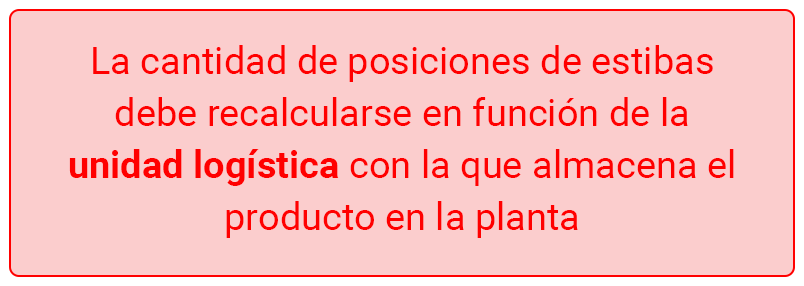 La cantidad de posiciones de estibas
debe recalcularse en función de la
unidad logística con la que almacena el
producto en la planta